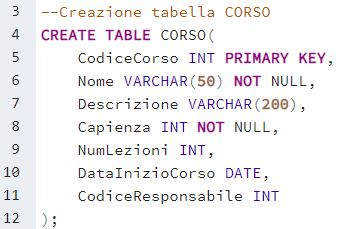 3 --Creazione tabella CORSO
4 CREATE TABLE CORSO(
5 CodiceCorso INT PRIMARY KEY,
6 Nome VARCHAR(50) NOT NULL,
7 Descrizione VARCHAR(200),
8 Capienza INT NOT NULL,
9 NumLezioni INT,
10 DataInizioCorso DATE,
11 CodiceResponsabile INT
12 );